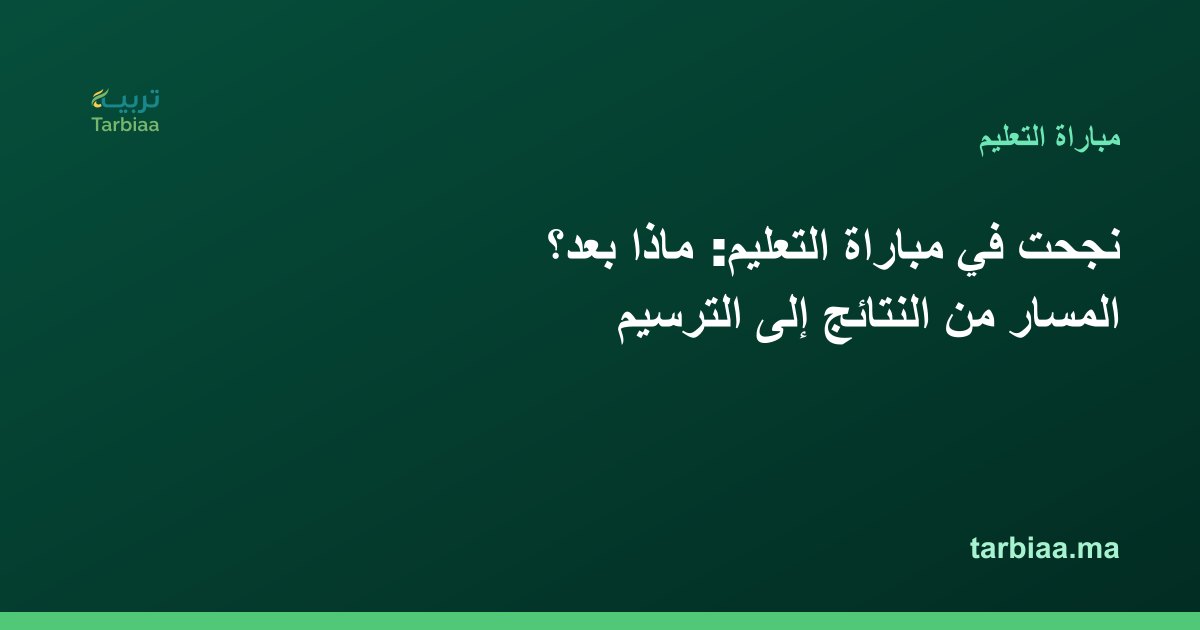 تربية
Tarbiaa
مباراة التعليم
نجحت في مباراة التعليم: ماذا بعد؟
المسار من النتائج إلى الترسيم
tarbiaa.ma